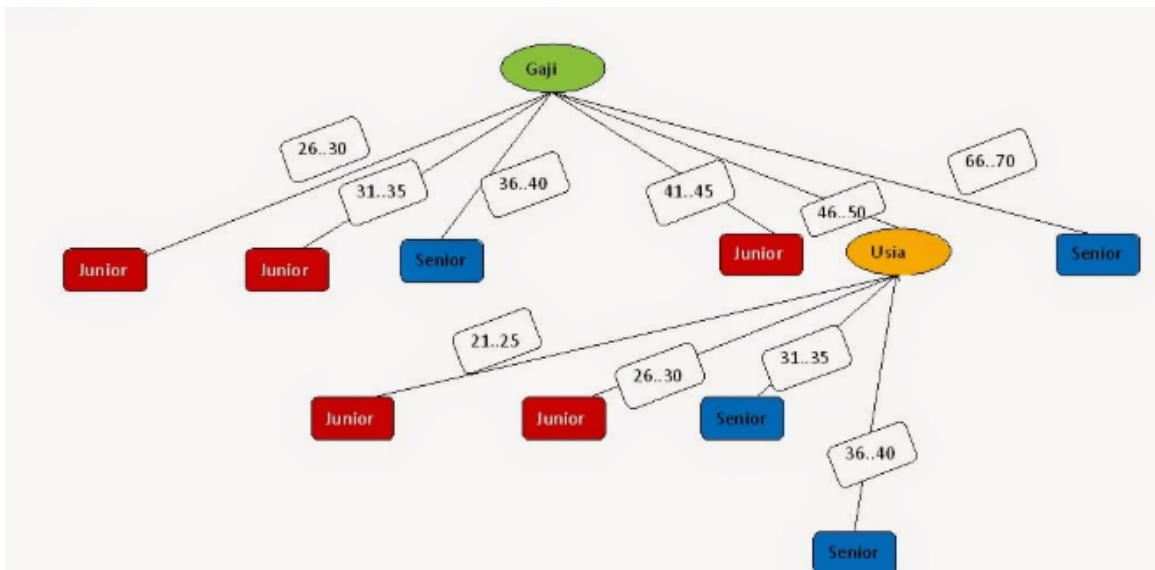 Gaji
26..30
31..35
36..40
41..45
46..50
66..70
Junior
Junior
Senior
Junior
Usia
Senior
21..25
26..30
31..35
36..40
Junior
Junior
Senior
Senior